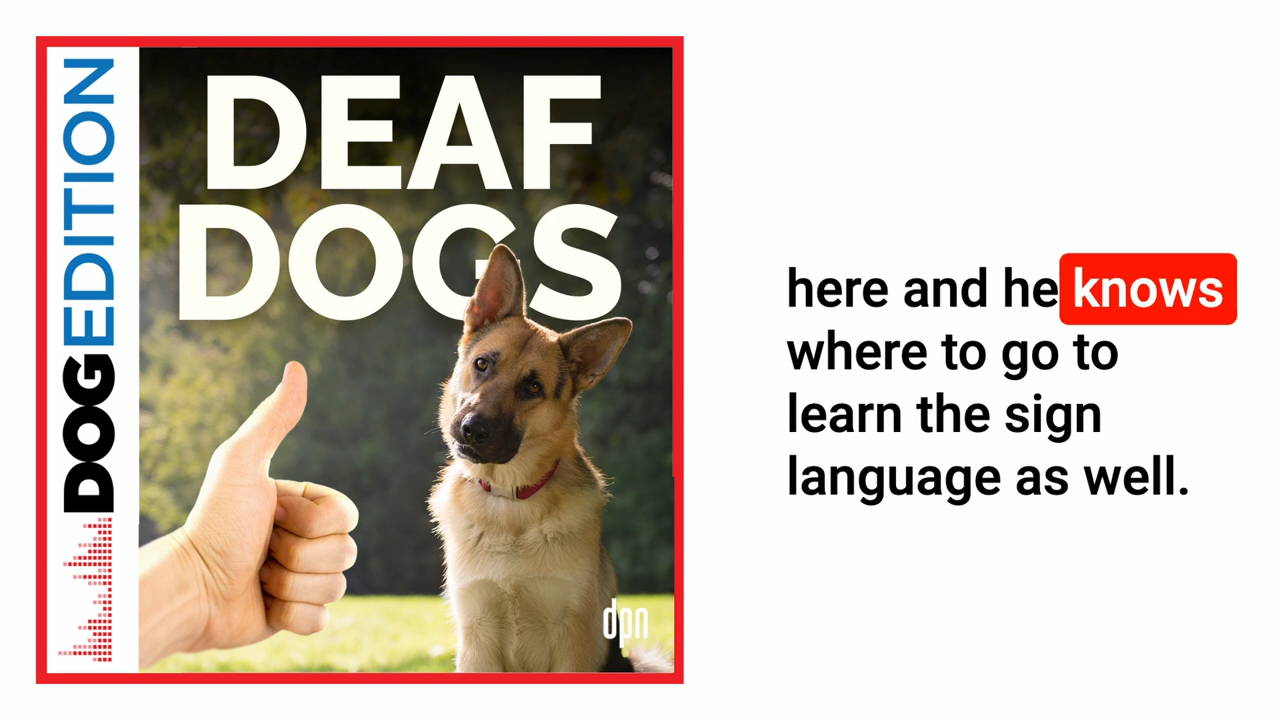 DOGEDITION
DEAF
DOGS
dpn
here and he knows
where to go to
learn the sign
language as well.